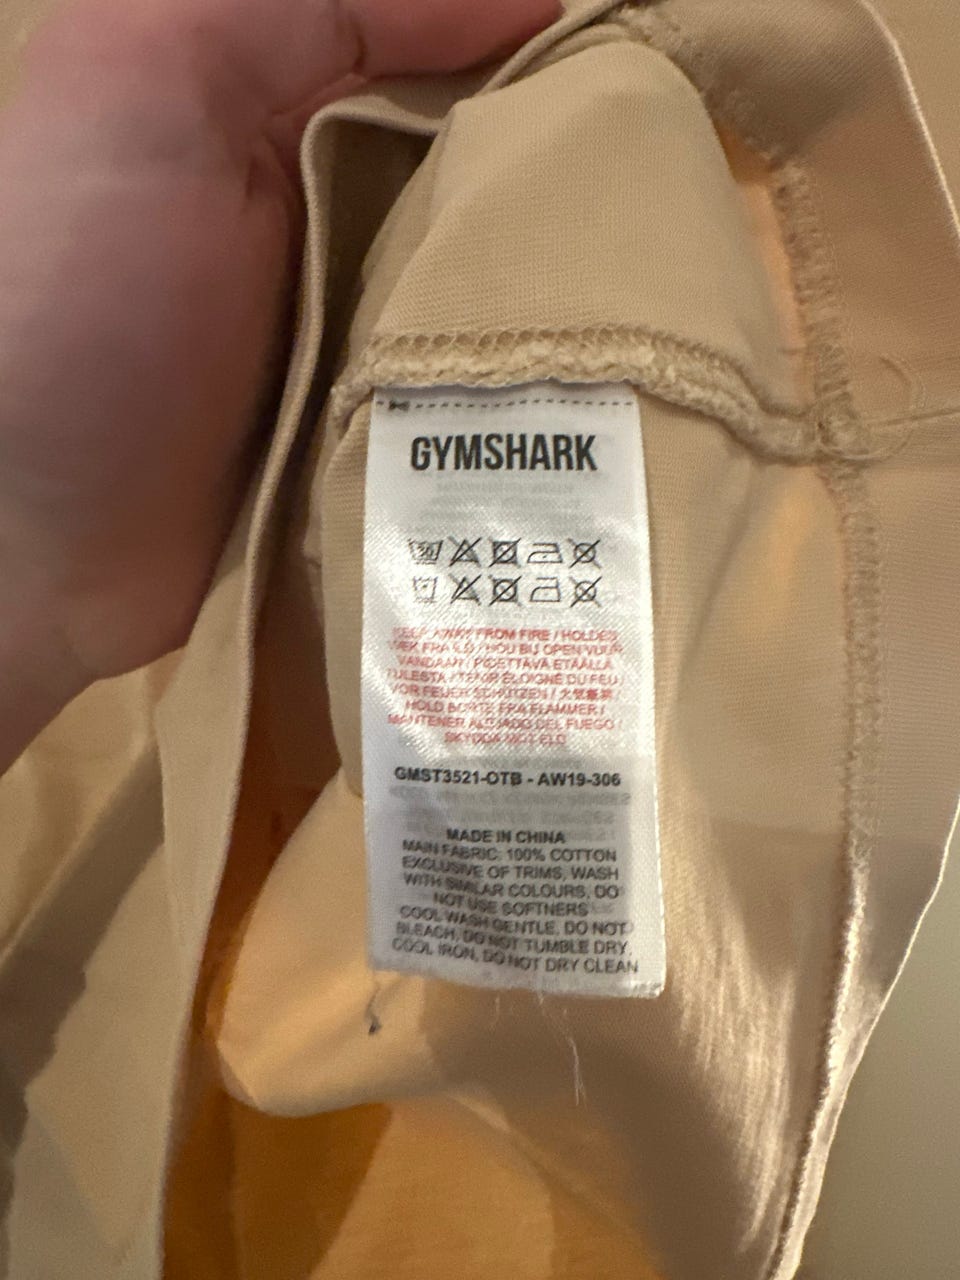 GYMSHARK
30
KEEP AWAY FROM FIRE / HOLDES
VÆK FRA ILD / HOU BIJ OPEN VUUR
VANDAAN / PIDETTÄVÄ ETÄÄLLÄ
TULESTA / TENIR ÉLOIGNÉ DU FEU /
VOR FEUER SCHÜTZEN /
HOLD BORTE FRA FLAMMER /
MANTENER ALEJADO DEL FUEGO /
SKYDDA MOT ELD
GMST3521-OTB - AW19-306
MADE IN CHINA
MAIN FABRIC: 100% COTTON
EXCLUSIVE OF TRIMS, WASH
WITH SIMILAR COLOURS, DO
NOT USE SOFTNERS
COOL WASH GENTLE, DO NOT
BLEACH, DO NOT TUMBLE DRY,
COOL IRON, DO NOT DRY CLEAN